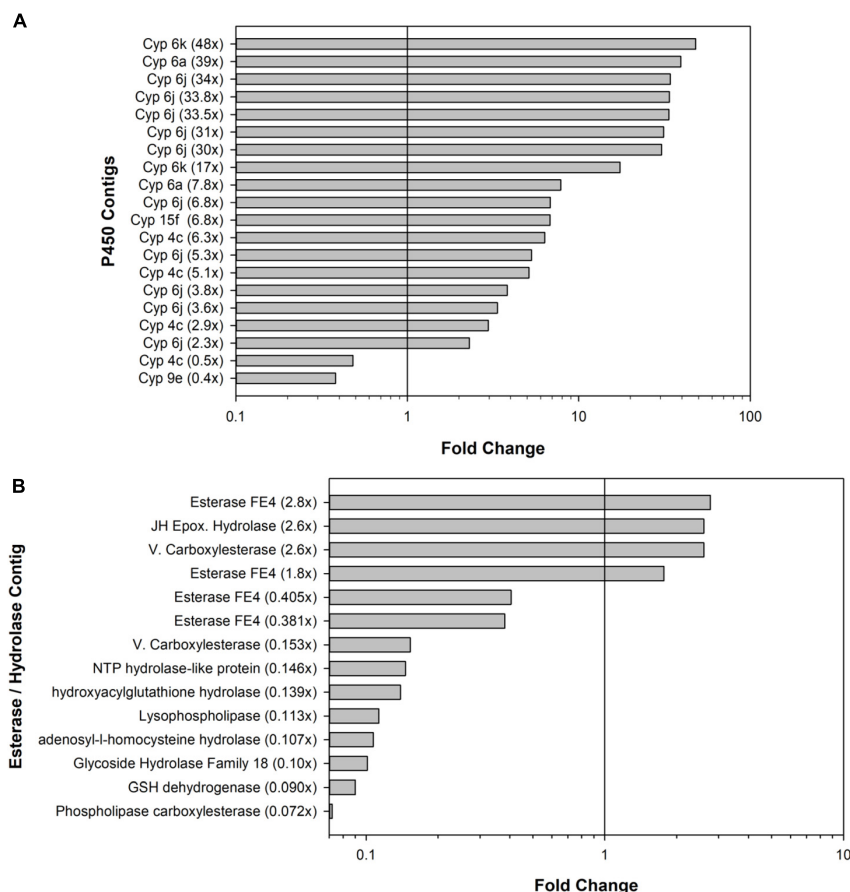 A
P450 Contigs
Cyp 6k (48x)
Cyp 6a (39x)
Cyp 6j (34x)
Cyp 6j (33.8x)
Cyp 6j (33.5x)
Cyp 6j (31x)
Cyp 6j (30x)
Cyp 6k (17x)
Cyp 6a (7.8x)
Cyp 6j (6.8x)
Cyp 15f (6.8x)
Cyp 4c (6.3x)
Cyp 6j (5.3x)
Cyp 4c (5.1x)
Cyp 6j (3.8x)
Cyp 6j (3.6x)
Cyp 4c (2.9x)
Cyp 6j (2.3x)
Cyp 4c (0.5x)
Cyp 9e (0.4x)
0.1 1 10 100
Fold Change
B
Esterase / Hydrolase Contig
Esterase FE4 (2.8x)
JH Epox. Hydrolase (2.6x)
V. Carboxylesterase (2.6x)
Esterase FE4 (1.8x)
Esterase FE4 (0.405x)
Esterase FE4 (0.381x)
V. Carboxylesterase (0.153x)
NTP hydrolase-like protein (0.146x)
hydroxyacylglutathione hydrolase (0.139x)
Lysophospholipase (0.113x)
adenosyl-l-homocysteine hydrolase (0.107x)
Glycoside Hydrolase Family 18 (0.10x)
GSH dehydrogenase (0.090x)
Phospholipase carboxylesterase (0.072x)
0.1 1 10
Fold Change